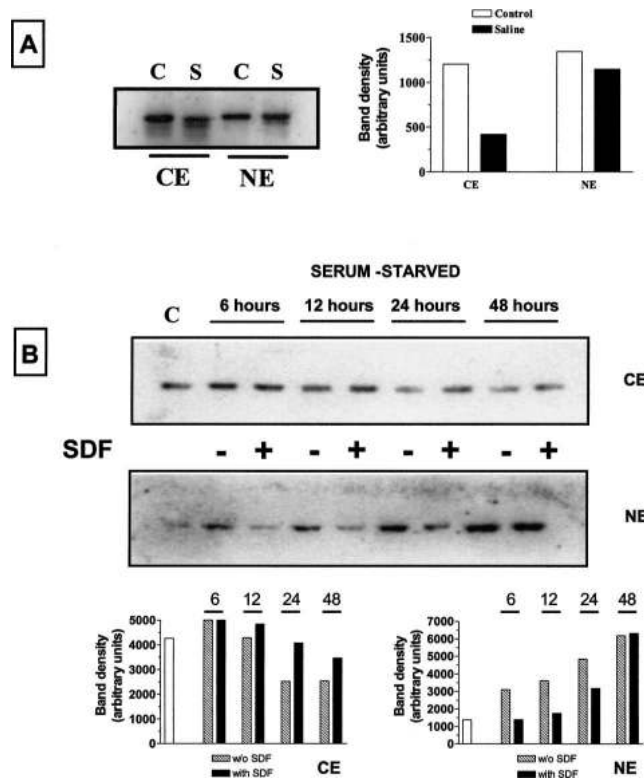 A
C S C S
CE NE
Control
Saline
Band density
(arbitrary units)
1500
1000
500
0
CE NE
SERUM -STARVED
C 6 hours 12 hours 24 hours 48 hours
B
CE
SDF - + - + - + - +
NE
6 12 24 48
Band density
(arbitrary units)
5000
4000
3000
2000
1000
0
w/o SDF
with SDF
CE
6 12 24 48
Band density
(arbitrary units)
7000
6000
5000
4000
3000
2000
1000
0
w/o SDF
with SDF
NE